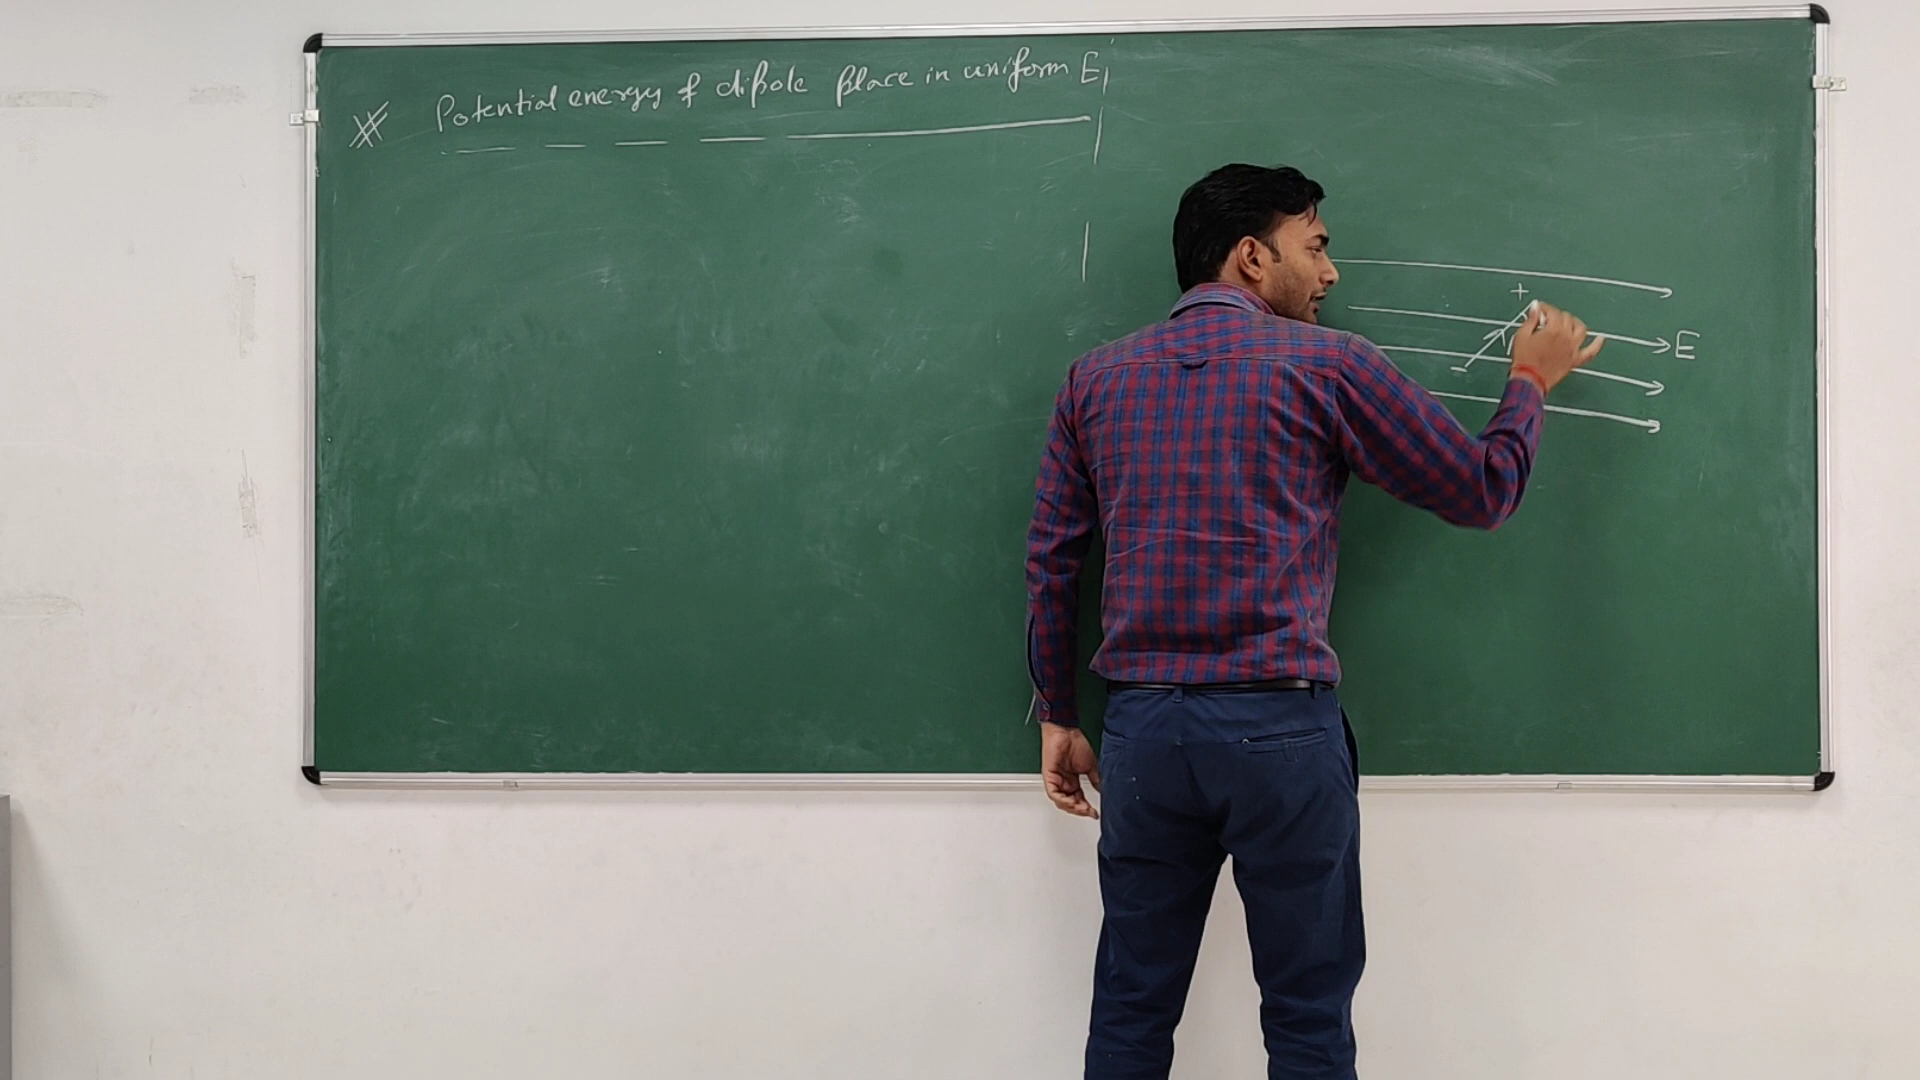 # Potential energy of dipole place in uniform E
+
E
-